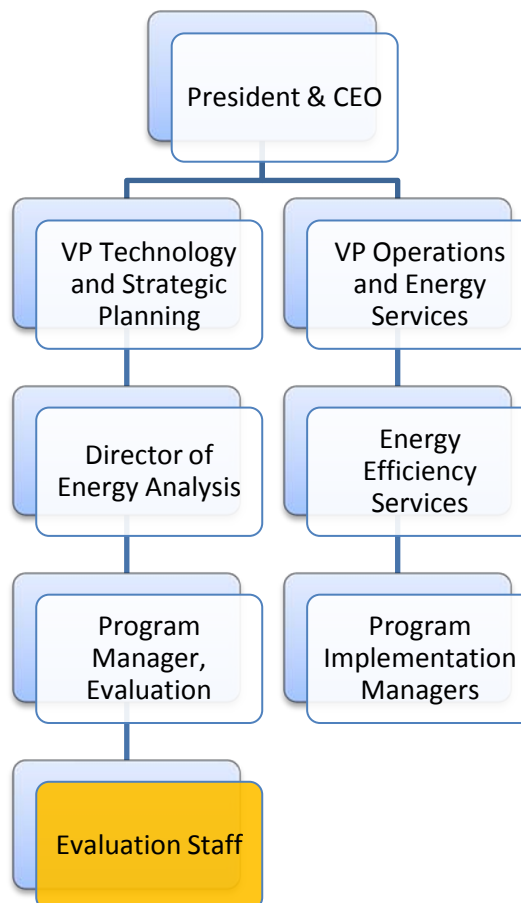 President & CEO
VP Technology
and Strategic
Planning
VP Operations
and Energy
Services
Director of
Energy Analysis
Energy
Efficiency
Services
Program
Manager,
Evaluation
Program
Implementation
Managers
Evaluation Staff